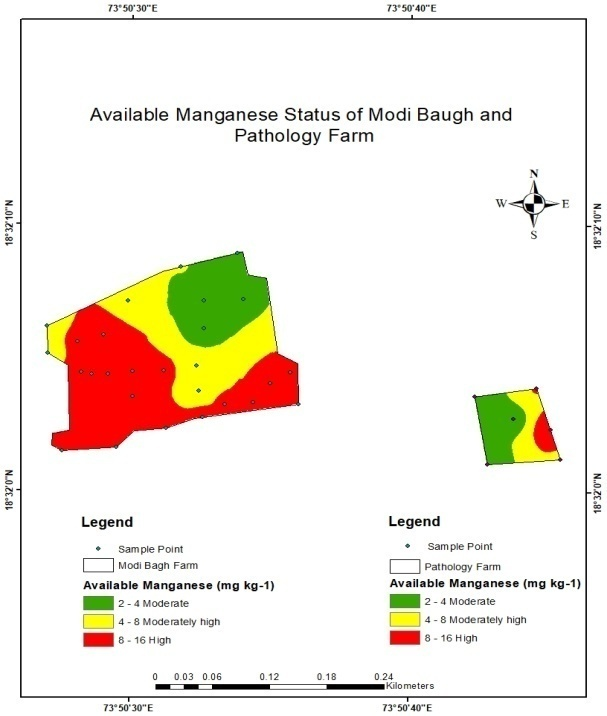 73°50'30"E 73°50'40"E
Available Manganese Status of Modi Baugh and
Pathology Farm
N
W E
S
18°32'10"N 18°32'10"N
18°32'0"N 18°32'0"N
Legend
Sample Point
Modi Bagh Farm
Available Manganese (mg kg-1)
2 - 4 Moderate
4 - 8 Moderately high
8 - 16 High
Legend
Sample Point
Pathology Farm
Available Manganese (mg kg-1)
2 - 4 Moderate
4 - 8 Moderately high
8 - 16 High
0 0.03 0.06 0.12 0.18 0.24
Kilometers
73°50'30"E 73°50'40"E